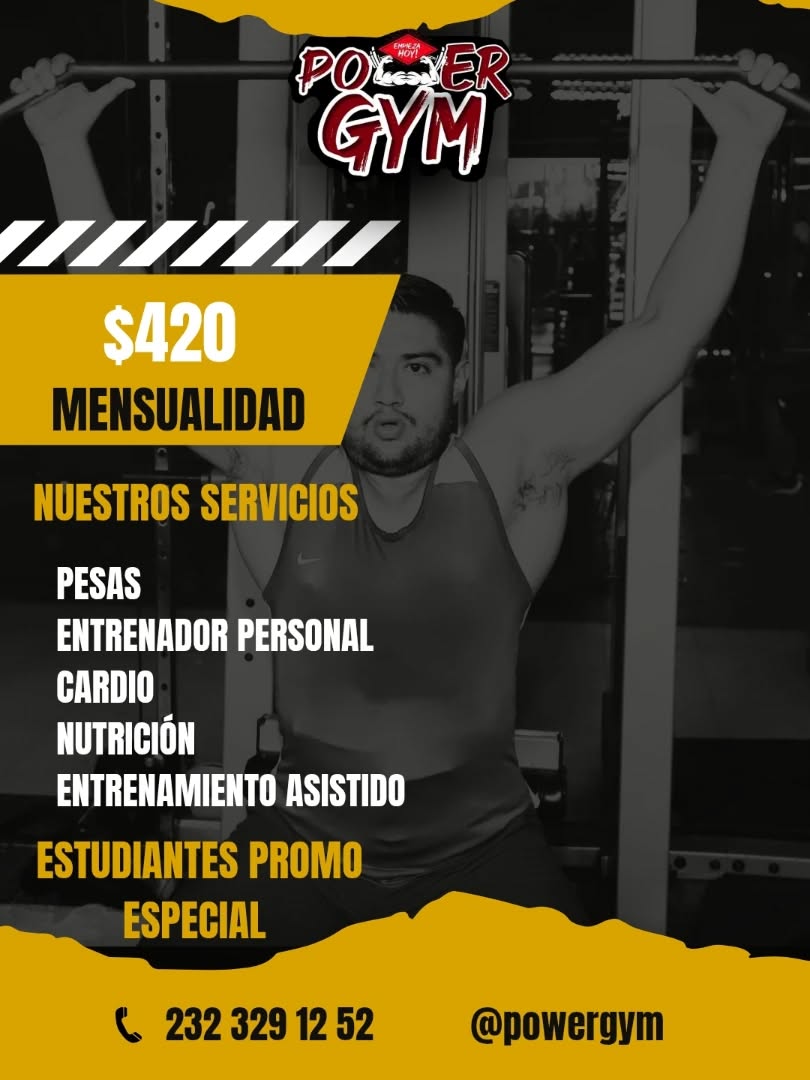 POWER
EMPIEZA
HOY!
GYM
$420
MENSUALIDAD
NUESTROS SERVICIOS
PESAS
ENTRENADOR PERSONAL
CARDIO
NUTRICIÓN
ENTRENAMIENTO ASISTIDO
ESTUDIANTES PROMO
ESPECIAL
232 329 12 52
@powergym